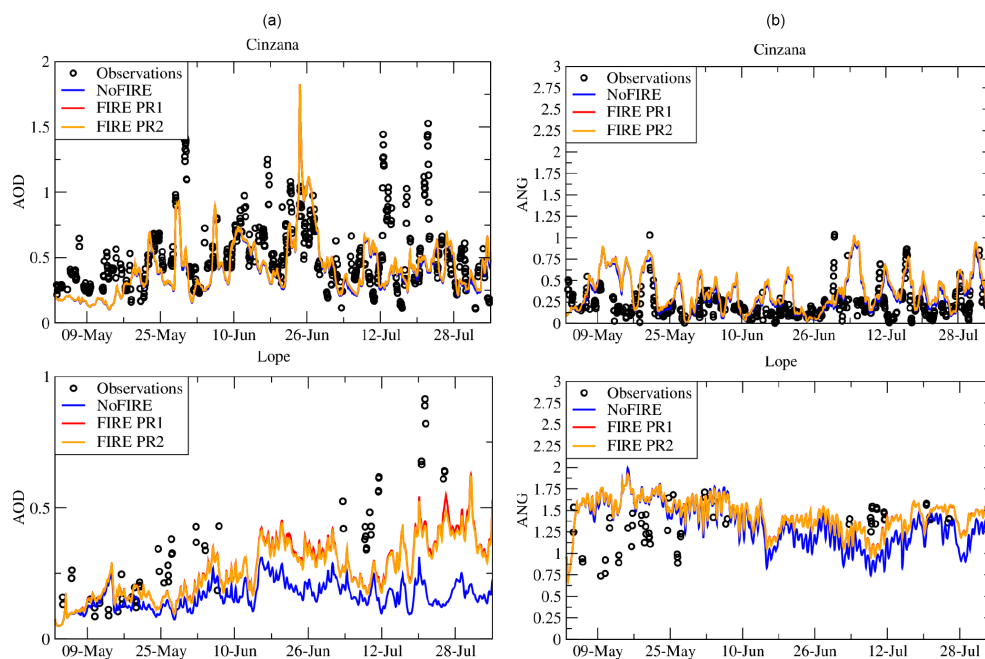 (a)
Cinzana
2
1.5
1
0.5
0
AOD
Observations
NoFIRE
FIRE PR1
FIRE PR2
09-May 25-May 10-Jun 26-Jun 12-Jul 28-Jul
Lope
1
0.5
0
AOD
Observations
NoFIRE
FIRE PR1
FIRE PR2
09-May 25-May 10-Jun 26-Jun 12-Jul 28-Jul
(b)
Cinzana
3
2.75
2.5
2.25
2
1.75
1.5
1.25
1
0.75
0.5
0.25
0
ANG
Observations
NoFIRE
FIRE PR1
FIRE PR2
09-May 25-May 10-Jun 26-Jun 12-Jul 28-Jul
Lope
3
2.75
2.5
2.25
2
1.75
1.5
1.25
1
0.75
0.5
0.25
0
ANG
Observations
NoFIRE
FIRE PR1
FIRE PR2
09-May 25-May 10-Jun 26-Jun 12-Jul 28-Jul